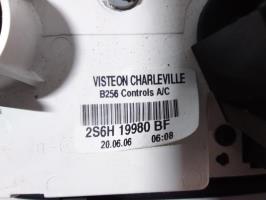 VISTEON CHARLEVILLE
B256 Controls A/C
2S6H 19980 BF
20.06.06 06:08